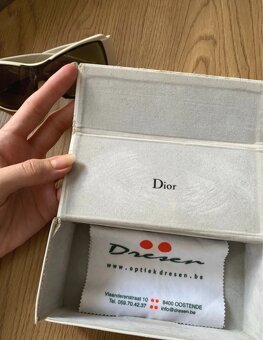 Dior
Dresen
www.optiekdresen.be
Vlaanderenstraat 10
8400 OOSTENDE
Tel. 059.70.42.37
info@dresen.be